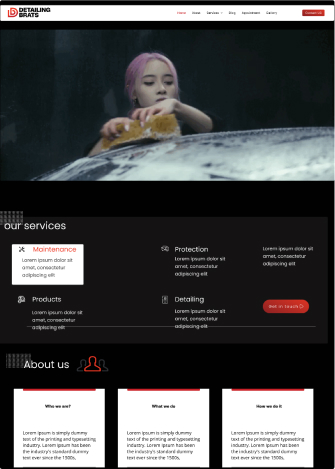 DETAILING
BRATS
Home About Services Blog Appointment Gallery Contact Us
our services
Maintenance
Lorem ipsum dolor sit
amet, consectetur
adipiscing elit
Protection
Lorem ipsum dolor sit
amet, consectetur
adipiscing elit
Lorem ipsum dolor sit
amet, consectetur
adipiscing elit
Products
Lorem ipsum dolor sit
amet, consectetur
adipiscing elit
Detailing
Lorem ipsum dolor sit
amet, consectetur
adipiscing elit
Get in touch
About us
Who we are?
Lorem Ipsum is simply dummy
text of the printing and typesetting
industry. Lorem Ipsum has been
the industry's standard dummy
text ever since the 1500s,
What we do
Lorem Ipsum is simply dummy
text of the printing and typesetting
industry. Lorem Ipsum has been
the industry's standard dummy
text ever since the 1500s,
How we do it
Lorem Ipsum is simply dummy
text of the printing and typesetting
industry. Lorem Ipsum has been
the industry's standard dummy
text ever since the 1500s,